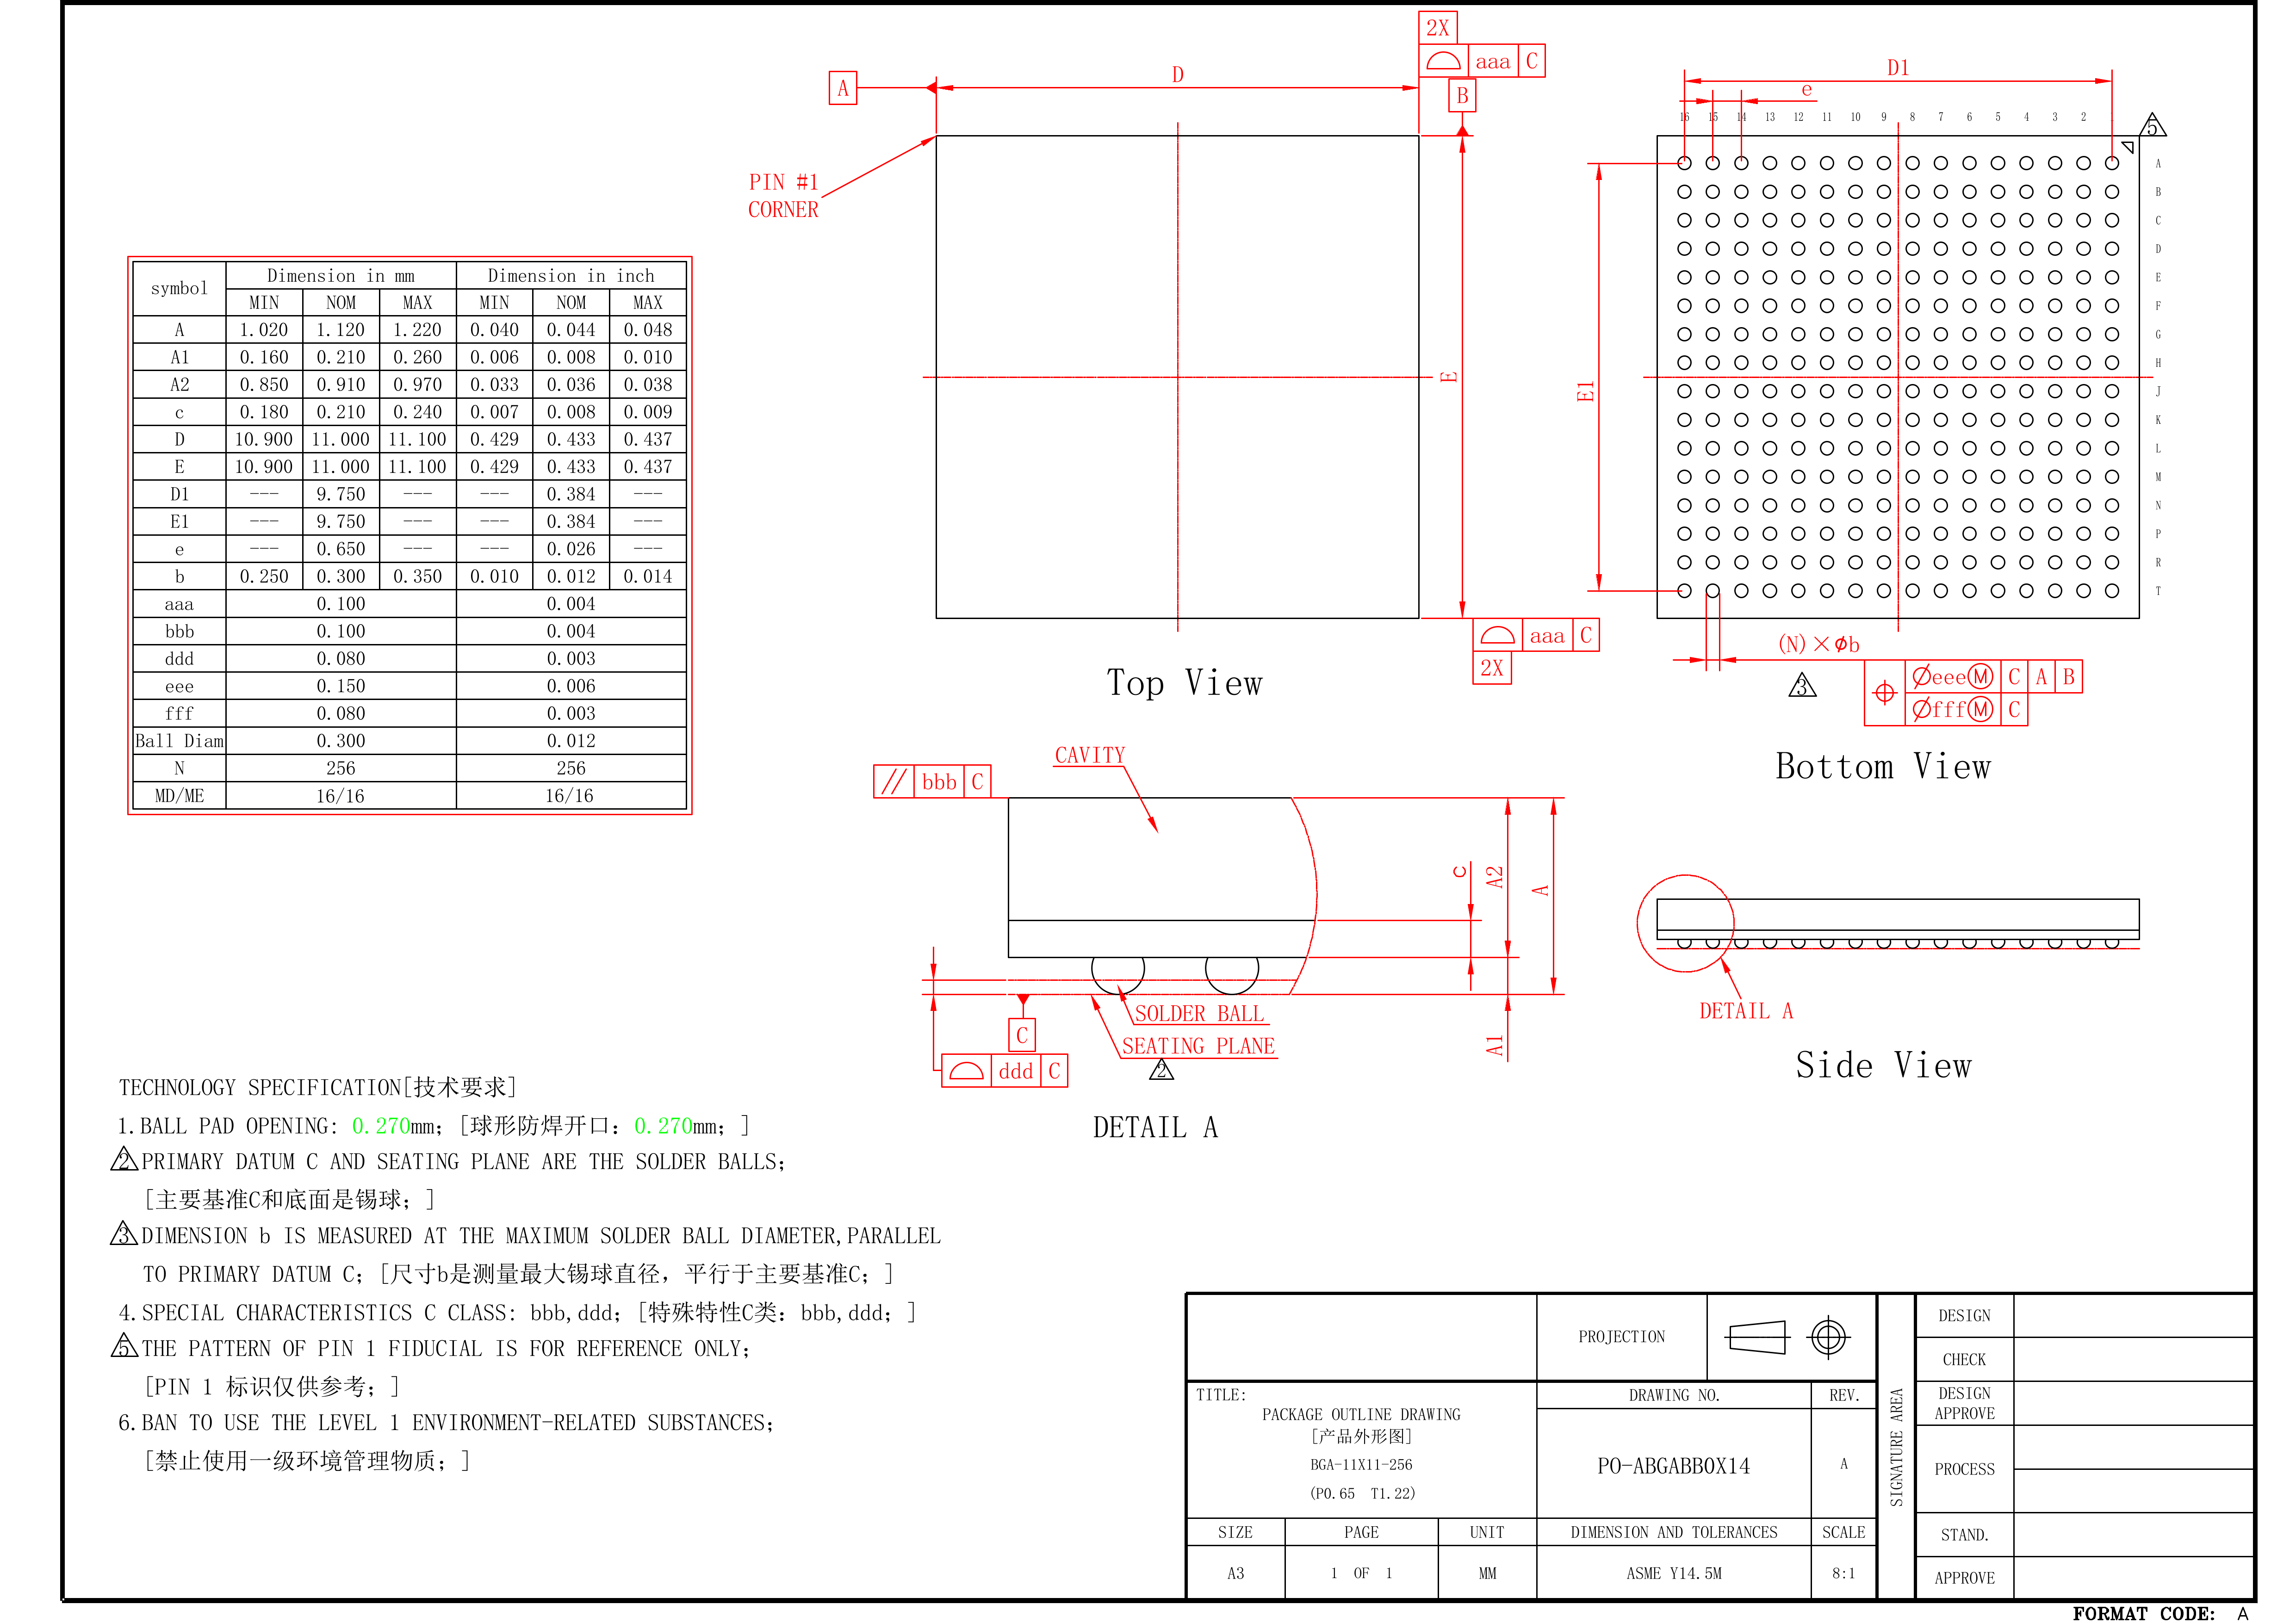 2X
aaa C
A
D
B
PIN #1
CORNER
E
aaa C
2X
Top View
D1
e
16 15 14 13 12 11 10 9 8 7 6 5 4 3 2
5
A
B
C
D
E
F
G
H
J
K
L
M
N
P
R
T
E1
(N)×ϕb
3
Øeee Ⓜ C A B
Øfff Ⓜ C
Bottom View
symbol Dimension in mm Dimension in inch
MIN NOM MAX MIN NOM MAX
A 1.020 1.120 1.220 0.040 0.044 0.048
A1 0.160 0.210 0.260 0.006 0.008 0.010
A2 0.850 0.910 0.970 0.033 0.036 0.038
c 0.180 0.210 0.240 0.007 0.008 0.009
D 10.900 11.000 11.100 0.429 0.433 0.437
E 10.900 11.000 11.100 0.429 0.433 0.437
D1 --- 9.750 --- --- 0.384 ---
E1 --- 9.750 --- --- 0.384 ---
e --- 0.650 --- --- 0.026 ---
b 0.250 0.300 0.350 0.010 0.012 0.014
aaa 0.100 0.004
bbb 0.100 0.004
ddd 0.080 0.003
eee 0.150 0.006
fff 0.080 0.003
Ball Diam 0.300 0.012
N 256 256
MD/ME 16/16 16/16
// bbb C
CAVITY
c
A2
A
A1
SOLDER BALL
SEATING PLANE
2
C
ddd C
DETAIL A
DETAIL A
Side View
TECHNOLOGY SPECIFICATION[技术要求]
1.BALL PAD OPENING: 0.270mm; [球形防焊开口: 0.270mm; ]
2 PRIMARY DATUM C AND SEATING PLANE ARE THE SOLDER BALLS;
[主要基准C和底面是锡球; ]
3 DIMENSION b IS MEASURED AT THE MAXIMUM SOLDER BALL DIAMETER,PARALLEL
TO PRIMARY DATUM C; [尺寸b是测量最大锡球直径，平行于主要基准C; ]
4.SPECIAL CHARACTERISTICS C CLASS: bbb,ddd; [特殊特性C类: bbb,ddd; ]
5 THE PATTERN OF PIN 1 FIDUCIAL IS FOR REFERENCE ONLY;
[PIN 1 标识仅供参考; ]
6.BAN TO USE THE LEVEL 1 ENVIRONMENT-RELATED SUBSTANCES;
[禁止使用一级环境管理物质; ]
PROJECTION
TITLE:
PACKAGE OUTLINE DRAWING
[产品外形图]
BGA-11X11-256
(P0.65 T1.22)
DRAWING NO. REV.
PO-ABGABB0X14 A
SIZE PAGE UNIT DIMENSION AND TOLERANCES SCALE
A3 1 OF 1 MM ASME Y14.5M 8:1
SIGNATURE AREA
DESIGN
CHECK
DESIGN
APPROVE
PROCESS
STAND.
APPROVE
FORMAT CODE: A